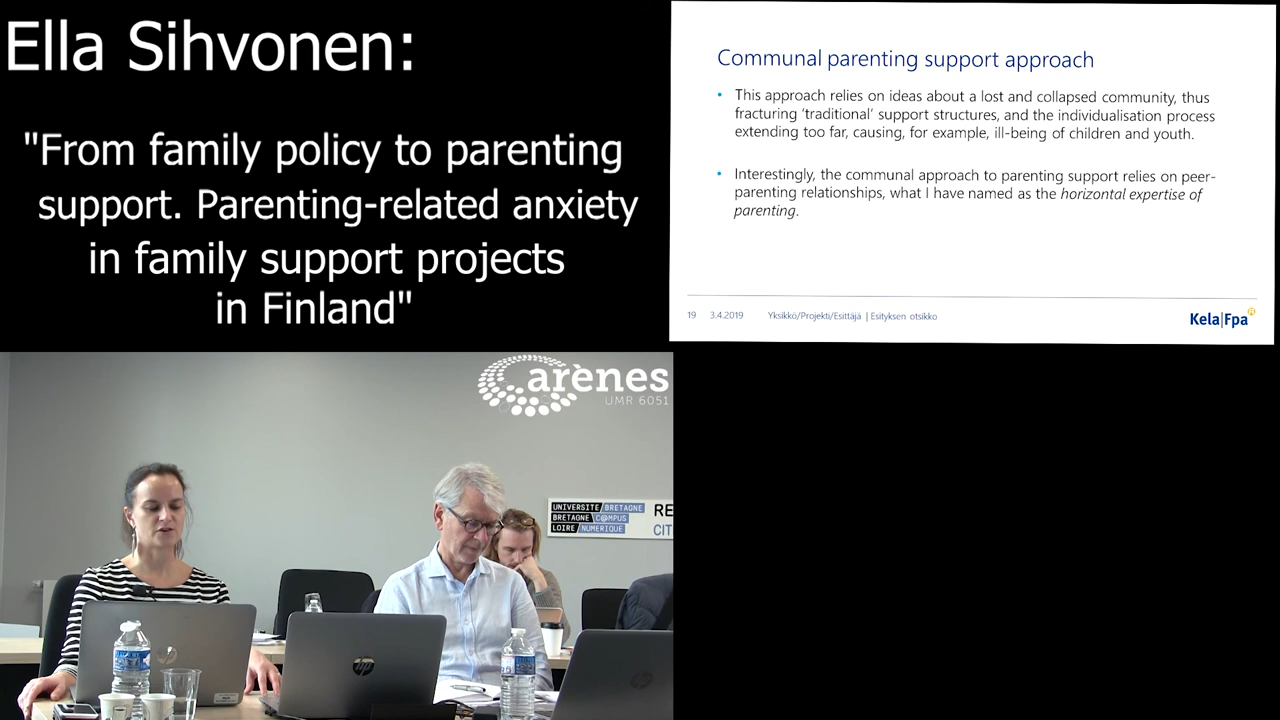 Ella Sihvonen:
"From family policy to parenting
support. Parenting-related anxiety
in family support projects
in Finland"
Communal parenting support approach
• This approach relies on ideas about a lost and collapsed community, thus
fracturing 'traditional' support structures, and the individualisation process
extending too far, causing, for example, ill-being of children and youth.
• Interestingly, the communal approach to parenting support relies on peer-
parenting relationships, what I have named as the horizontal expertise of
parenting.
19 3.4.2019 Yksikkö/Projekti/Esittäjä | Esityksen otsikko
Kela|Fpa
arènes
UMR 6051
UNIVERSITE/BRETAGNE
BRETAGNE\C@MPUS
LOIRE/NUMERIQUE
RE
CIT
hp